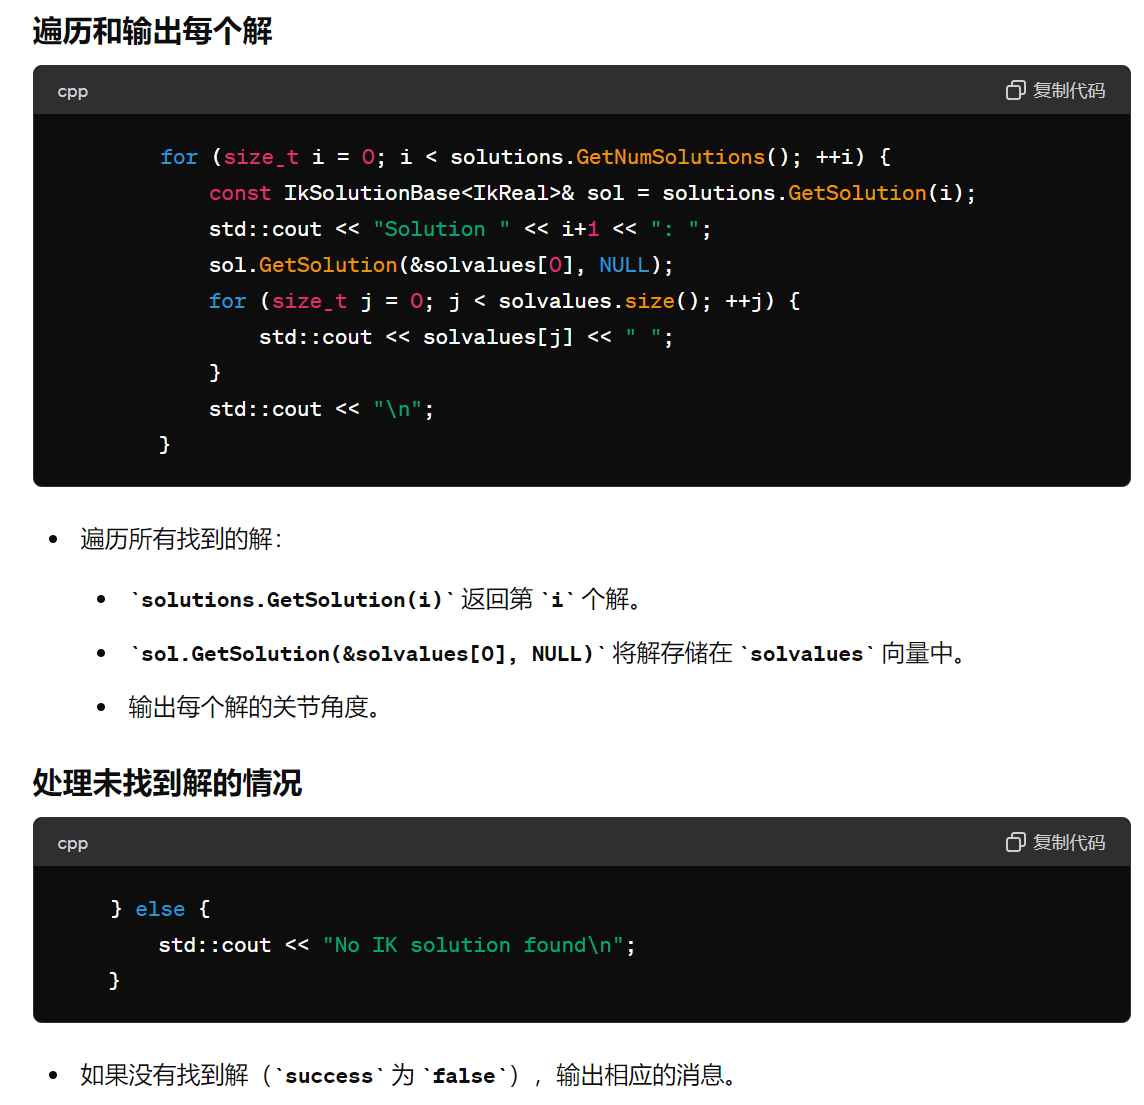 遍历和输出每个解
cpp
复制代码
for (size_t i = 0; i < solutions.GetNumSolutions(); ++i) {
const IkSolutionBase<IkReal>& sol = solutions.GetSolution(i);
std::cout << "Solution " << i+1 << ": ";
sol.GetSolution(&solvalues[0], NULL);
for (size_t j = 0; j < solvalues.size(); ++j) {
std::cout << solvalues[j] << " ";
}
std::cout << "\n";
}
• 遍历所有找到的解：
• `solutions.GetSolution(i)` 返回第 `i` 个解。
• `sol.GetSolution(&solvalues[0], NULL)` 将解存储在 `solvalues` 向量中。
• 输出每个解的关节角度。
处理未找到解的情况
cpp
复制代码
} else {
std::cout << "No IK solution found\n";
}
• 如果没有找到解（`success` 为 `false`），输出相应的消息。